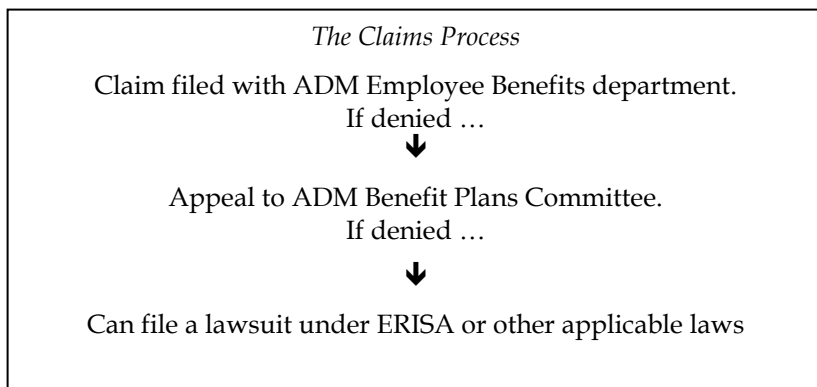 The Claims Process
Claim filed with ADM Employee Benefits department.
If denied …
Appeal to ADM Benefit Plans Committee.
If denied …
Can file a lawsuit under ERISA or other applicable laws